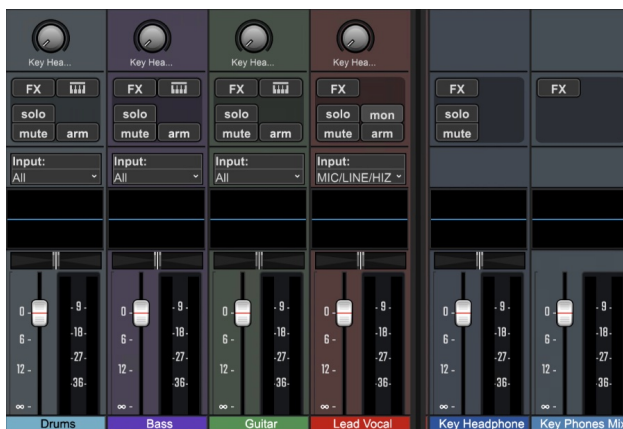 Key Hea... Key Hea... Key Hea... Key Hea...
FX FX FX FX FX FX
solo solo solo solo mon solo
mute arm mute arm mute arm mute arm mute
Input: Input: Input: Input:
All All All MIC/LINE/HIZ
- 9 - - 9 - - 9 - - 9 - - 9 - - 9 -
0 - 0 - 0 - 0 - 0 - 0 -
-18- -18- -18- -18- -18- -18-
6 - 6 - 6 - 6 - 6 - 6 -
-27- -27- -27- -27- -27- -27-
12 - 12 - 12 - 12 - 12 - 12 -
-36- -36- -36- -36- -36- -36-
∞ - ∞ - ∞ - ∞ - ∞ - ∞ -
Drums Bass Guitar Lead Vocal Key Headphone Key Phones Mix